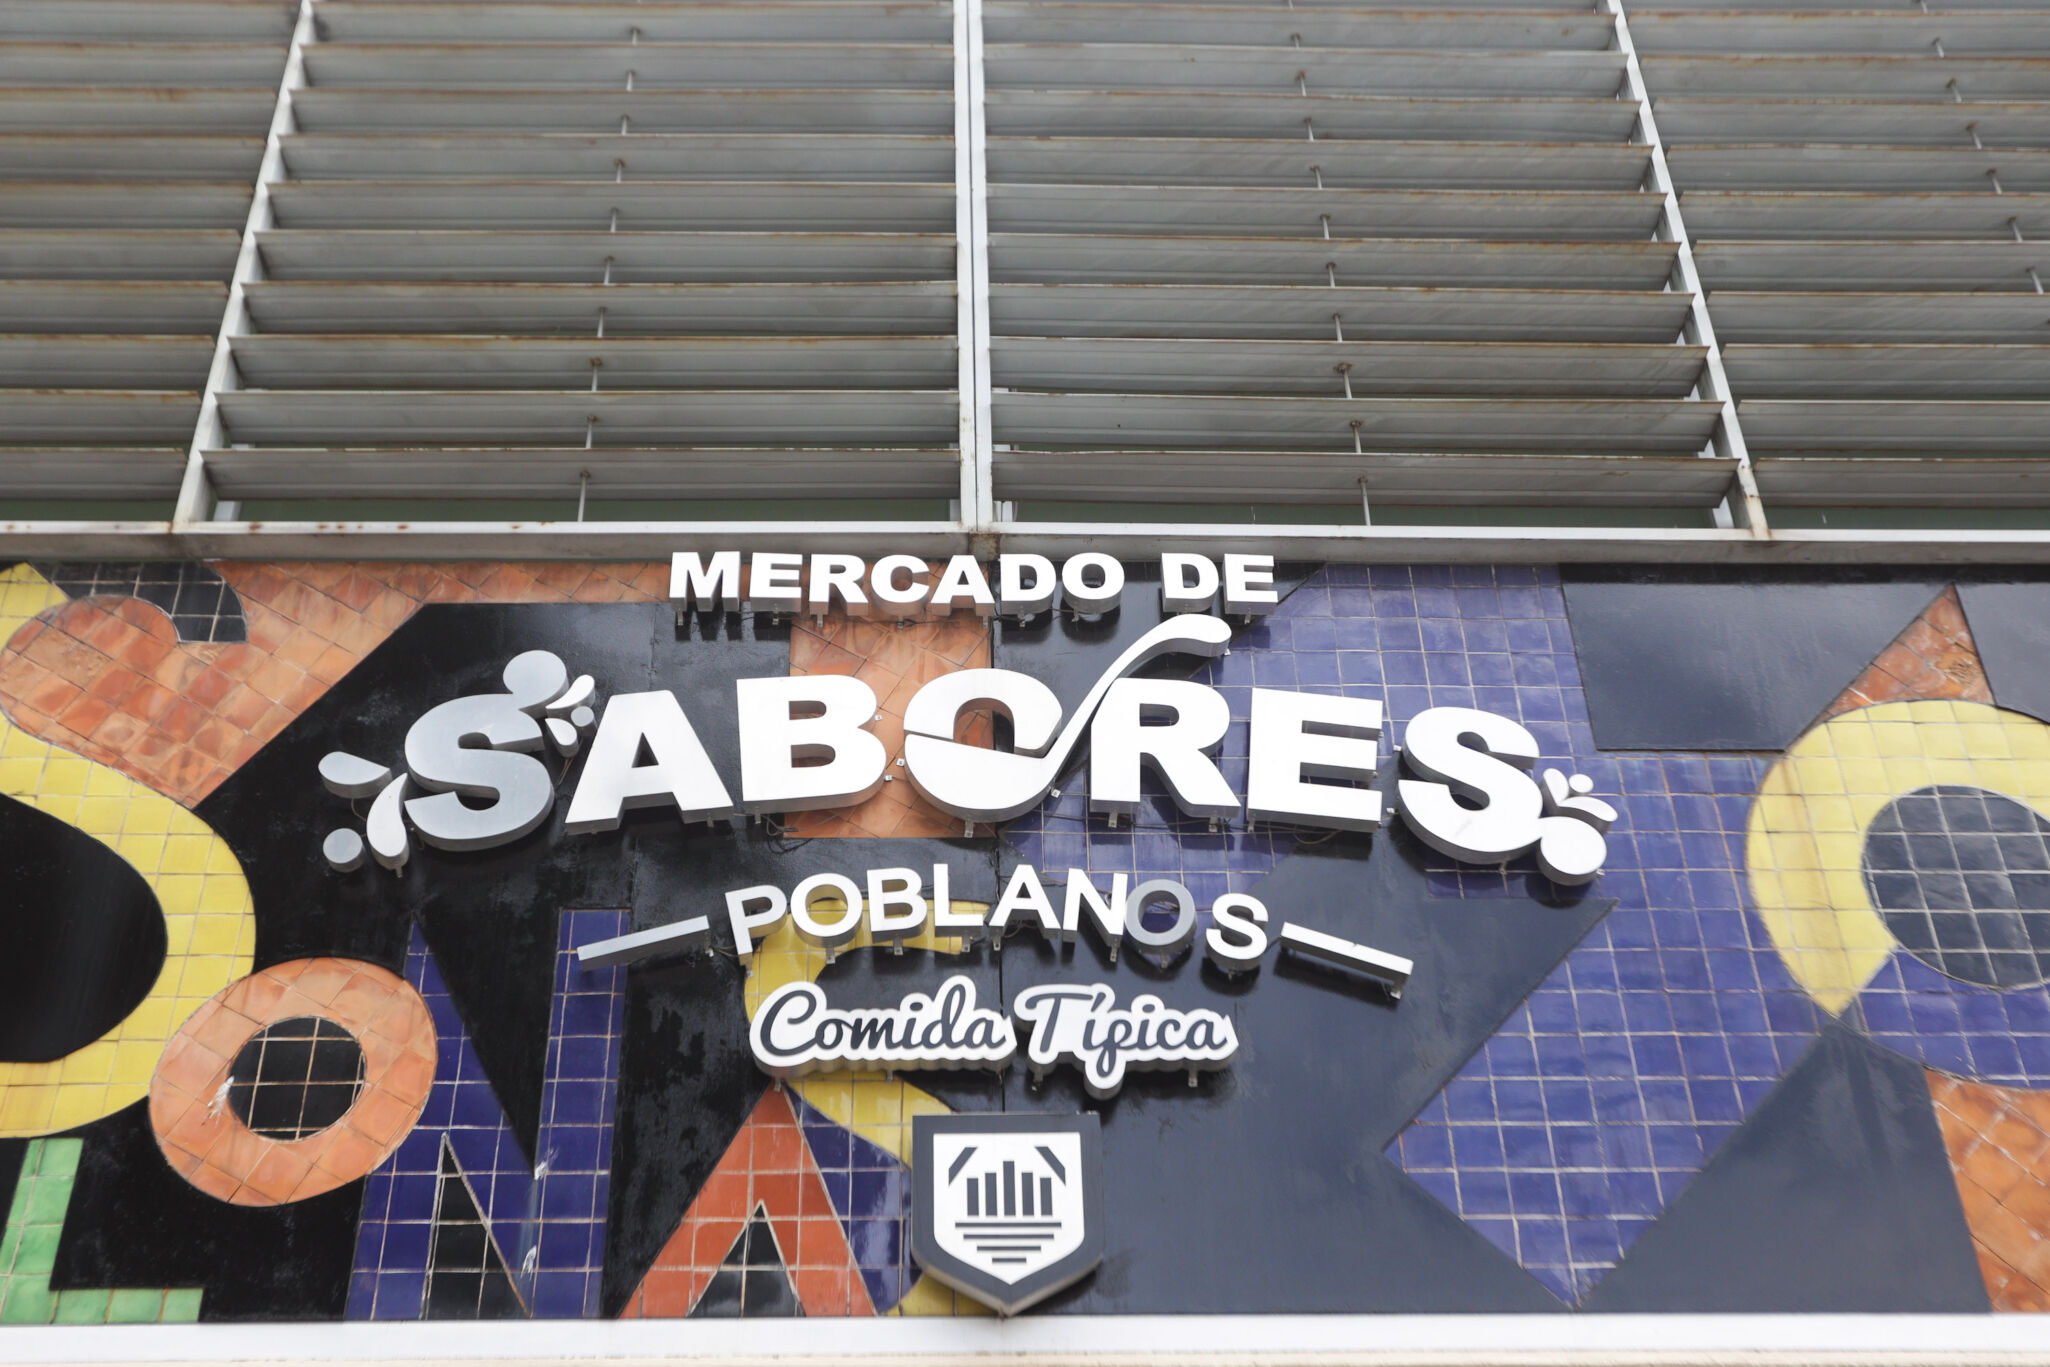 MERCADO DE
SABORES
POBLANOS
Comida Típica